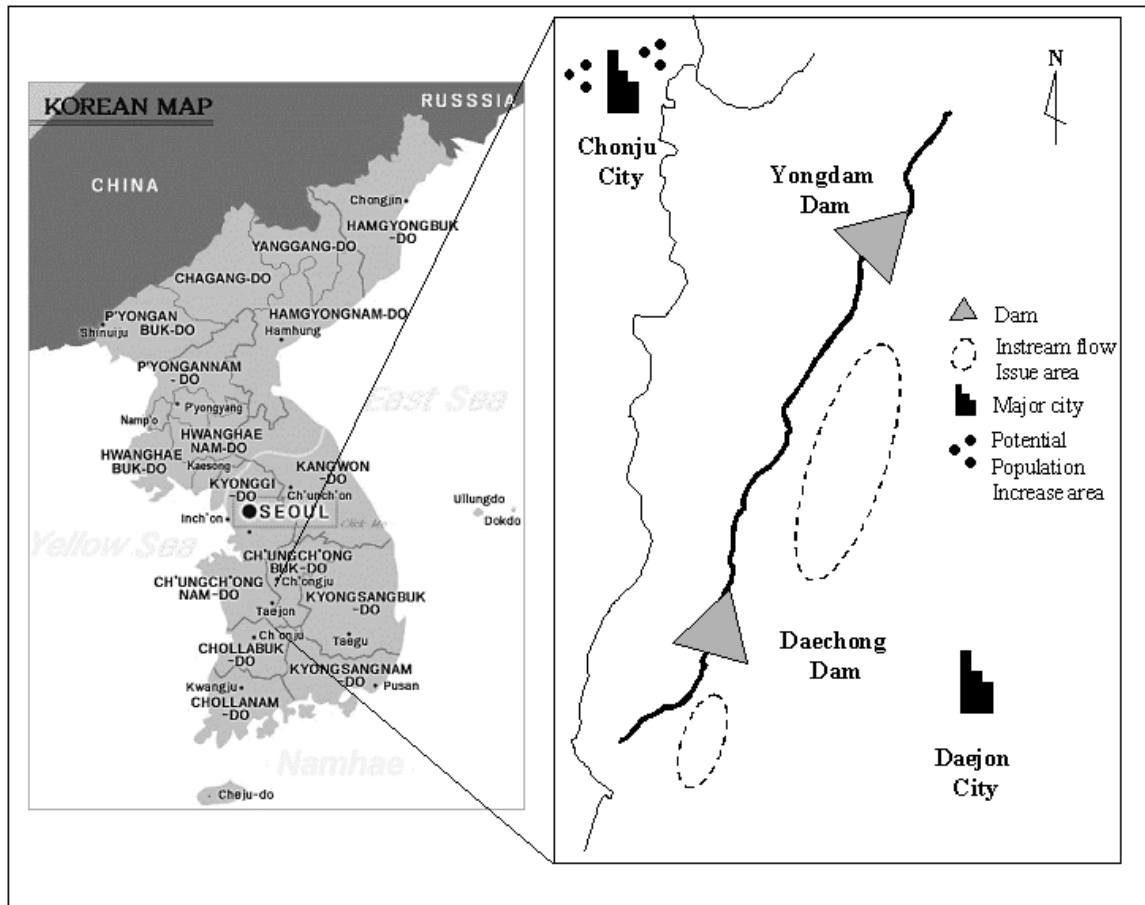 KOREAN MAP
RUSSSIA
CHINA
Chongjin
HAMGYONGBUK
-DO
YANGGANG-DO
CHAGANG-DO
P'YONGAN
BUK-DO
Shinuiju
HAMGYONGNAM-DO
Hamhung
P'YONGANNAM
-DO
P'yongyang
Namp'o
HWANGHAE
NAM-DO
HWANGHAE
BUK-DO
Kaesong
KANGWON
-DO
KYONGGI
-DO
Ch'unch'on
SEOUL
Inch'on
Click Me
East Sea
Ullungdo
Dokdo
Yellow Sea
CH'UNGCH'ONG
BUK-DO
Ch'ongju
CH'UNGCH'ONG
NAM-DO
KYONGSANGBUK
-DO
Taejon
Ch'onju
Taegu
CHOLLABUK
-DO
KYONGSANGNAM
-DO
Kwangju
Pusan
CHOLLANAM
-DO
Namhae
Cheju-do
Chonju
City
N
Yongdam
Dam
Dam
Instream flow
Issue area
Major city
Potential
Population
Increase area
Daechong
Dam
Daejon
City